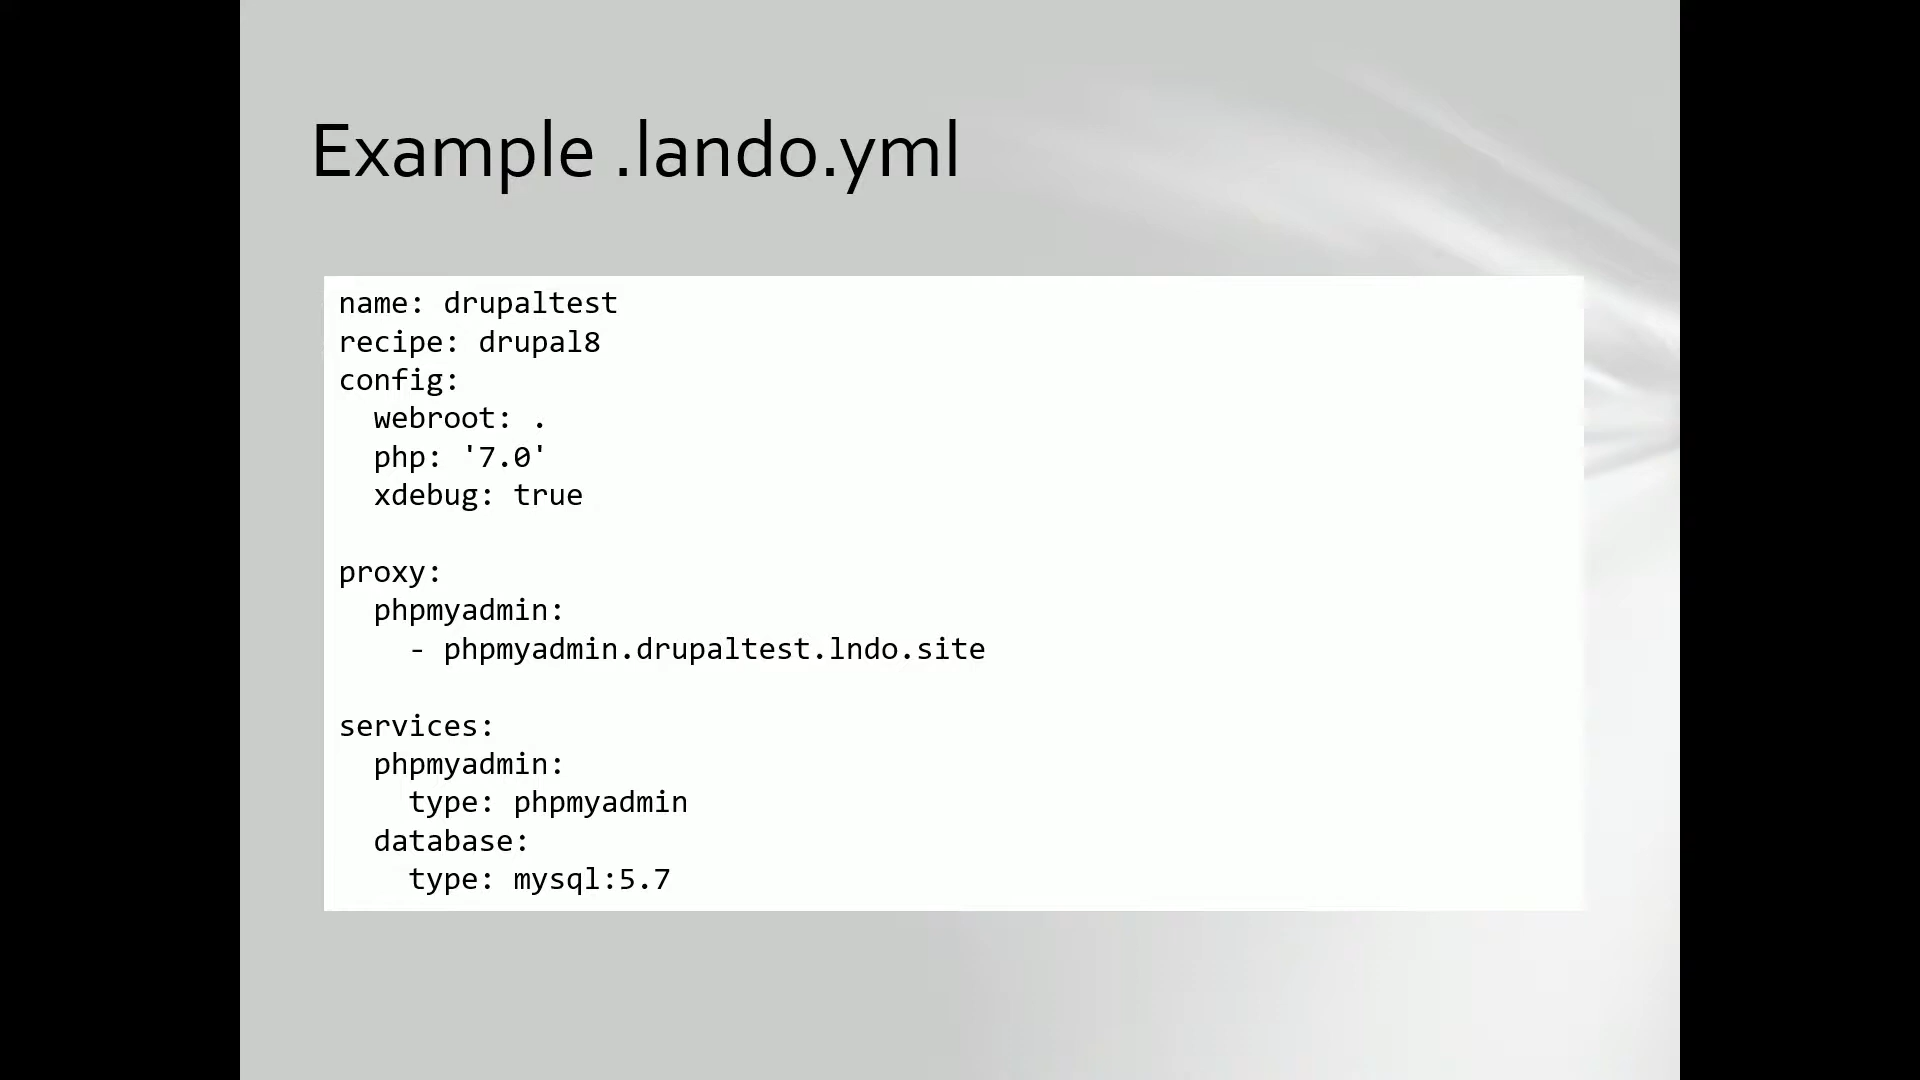 Example .lando.yml
name: drupaltest
recipe: drupal8
config:
  webroot: .
  php: '7.0'
  xdebug: true
proxy:
  phpmyadmin:
    - phpmyadmin.drupaltest.lndo.site
services:
  phpmyadmin:
    type: phpmyadmin
  database:
    type: mysql:5.7